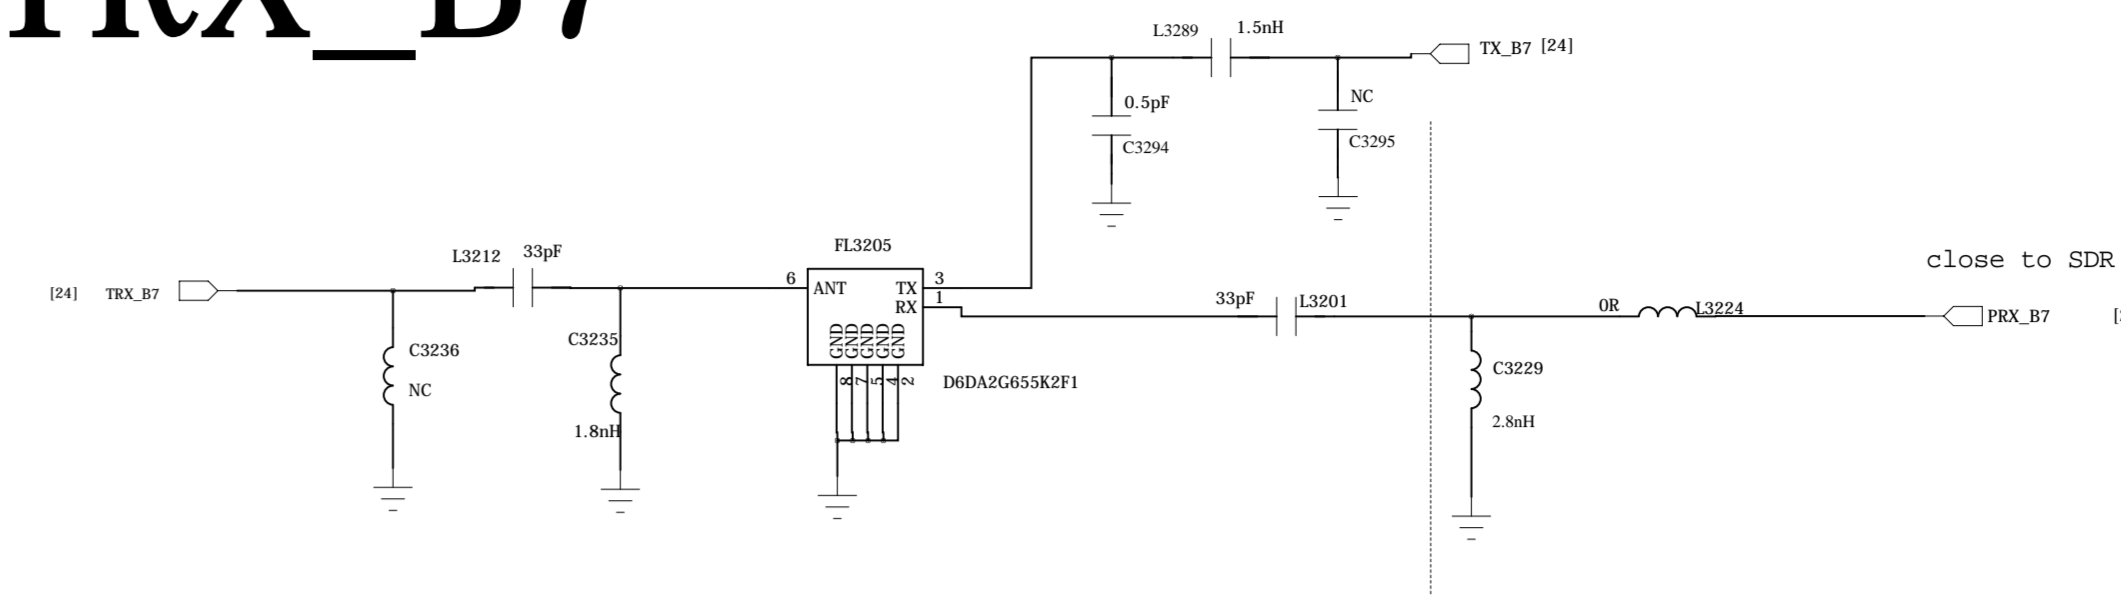 TRX_B7
L3289 1.5nH
TX_B7 [24]
0.5pF
C3294
NC
C3295
close to SDR
FL3205
L3212 33pF
[24] TRX_B7
6 ANT TX 3
RX 1
GND GND GND GND GND
8 7 5 4 2
D6DA2G655K2F1
C3236
NC
C3235
1.8nH
33pF L3201
0R L3224
PRX_B7
C3229
2.8nH